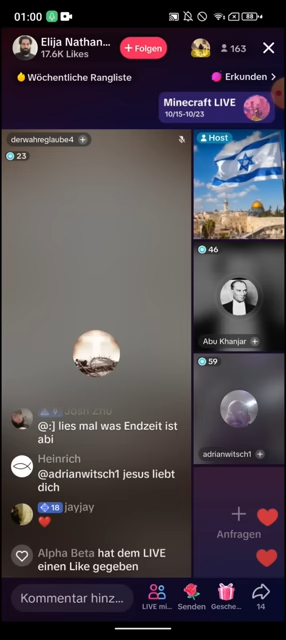 01:00
88
Elija Nathan...
17.6K Likes
+ Folgen
163
Wöchentliche Rangliste
Erkunden >
Minecraft LIVE
10/15-10/23
derwahreglaube4
23
Host
46
Abu Khanjar
59
adrianwitsch1
Josh Zhu
@:] lies mal was Endzeit ist
abi
Heinrich
@adrianwitsch1 jesus liebt
dich
18 jayjay
Alpha Beta hat dem LIVE
einen Like gegeben
Anfragen
Kommentar hinz...
LIVE mi...
Senden
Gesche...
14